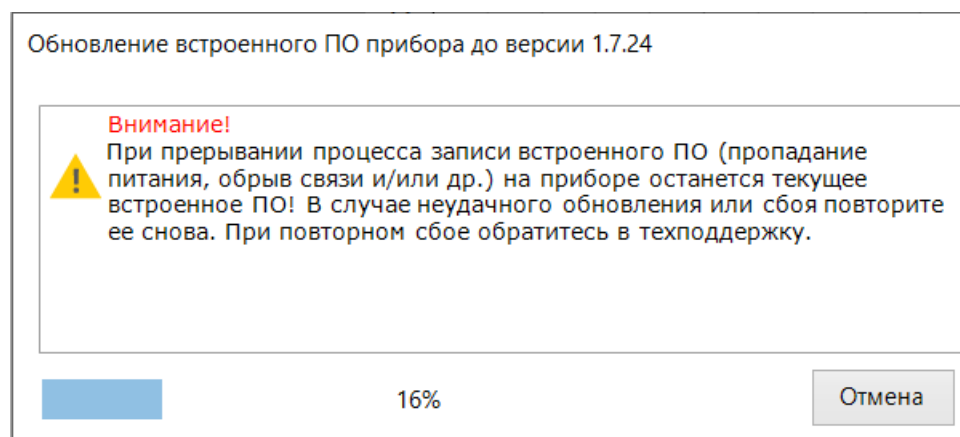 Обновление встроенного ПО прибора до версии 1.7.24
Внимание!
При прерывании процесса записи встроенного ПО (пропадание
питания, обрыв связи и/или др.) на приборе останется текущее
встроенное ПО! В случае неудачного обновления или сбоя повторите
ее снова. При повторном сбое обратитесь в техподдержку.
16%
Отмена